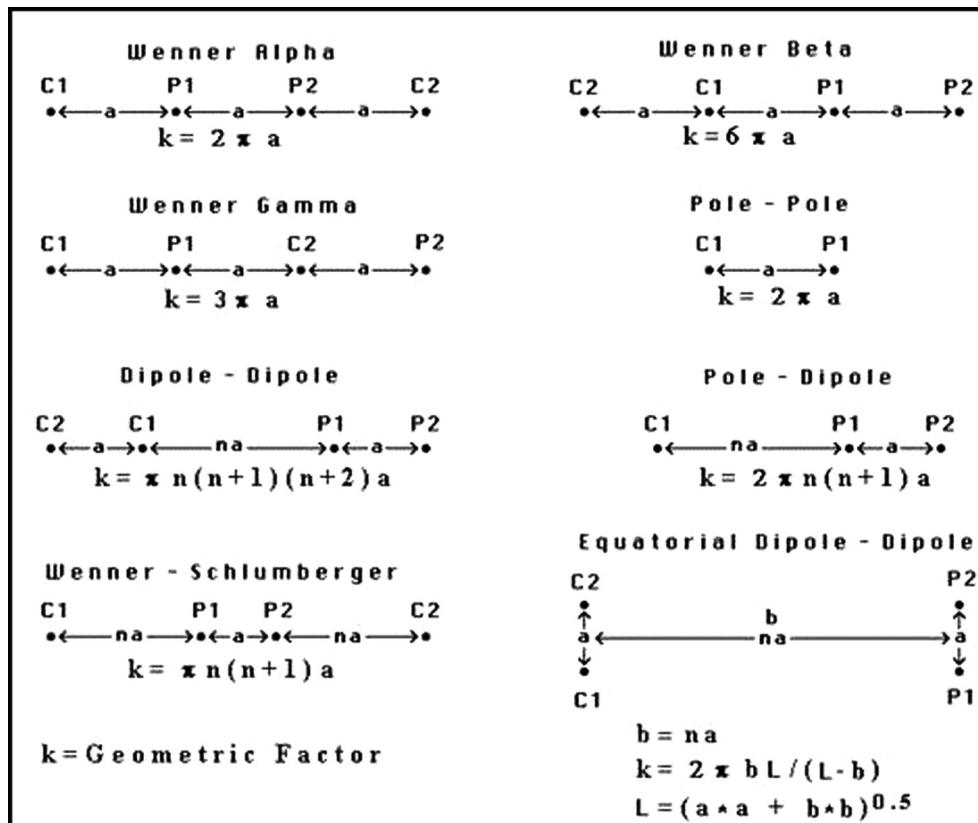 Wenner Alpha
C1 P1 P2 C2
a a a
k = 2 π a
Wenner Beta
C2 C1 P1 P2
a a a
k = 6 π a
Wenner Gamma
C1 P1 C2 P2
a a a
k = 3 π a
Pole - Pole
C1 P1
a
k = 2 π a
Dipole - Dipole
C2 C1 P1 P2
a na a
k = π n(n+1)(n+2)a
Pole - Dipole
C1 P1 P2
na a
k = 2 π n(n+1)a
Wenner - Schlumberger
C1 P1 P2 C2
na a na
k = π n(n+1)a
Equatorial Dipole - Dipole
C2 P2
b
a na a
C1 P1
b = na
k = 2 π bL/(L-b)
L = (a*a + b*b)^0.5
k = Geometric Factor